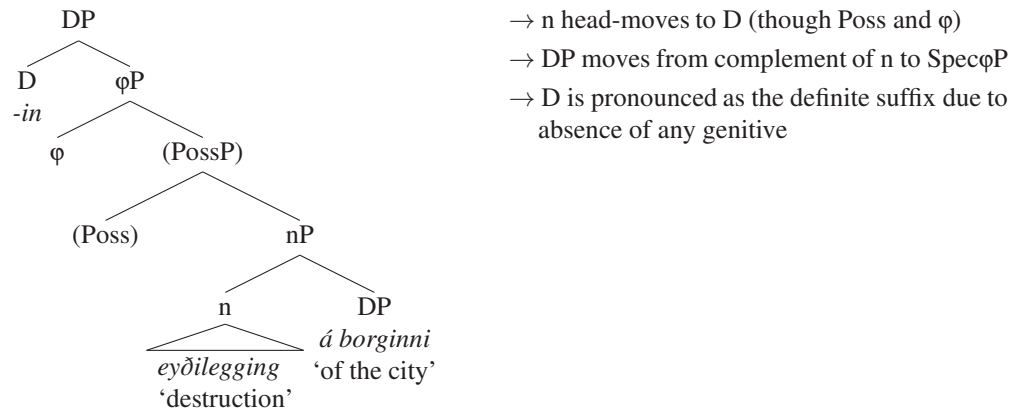 DP
D
φP
-in
φ
(PossP)
(Poss)
nP
n
DP
eyðilegging
á borginni
'destruction'
'of the city'
→ n head-moves to D (though Poss and φ)
→ DP moves from complement of n to SpecφP
→ D is pronounced as the definite suffix due to
absence of any genitive